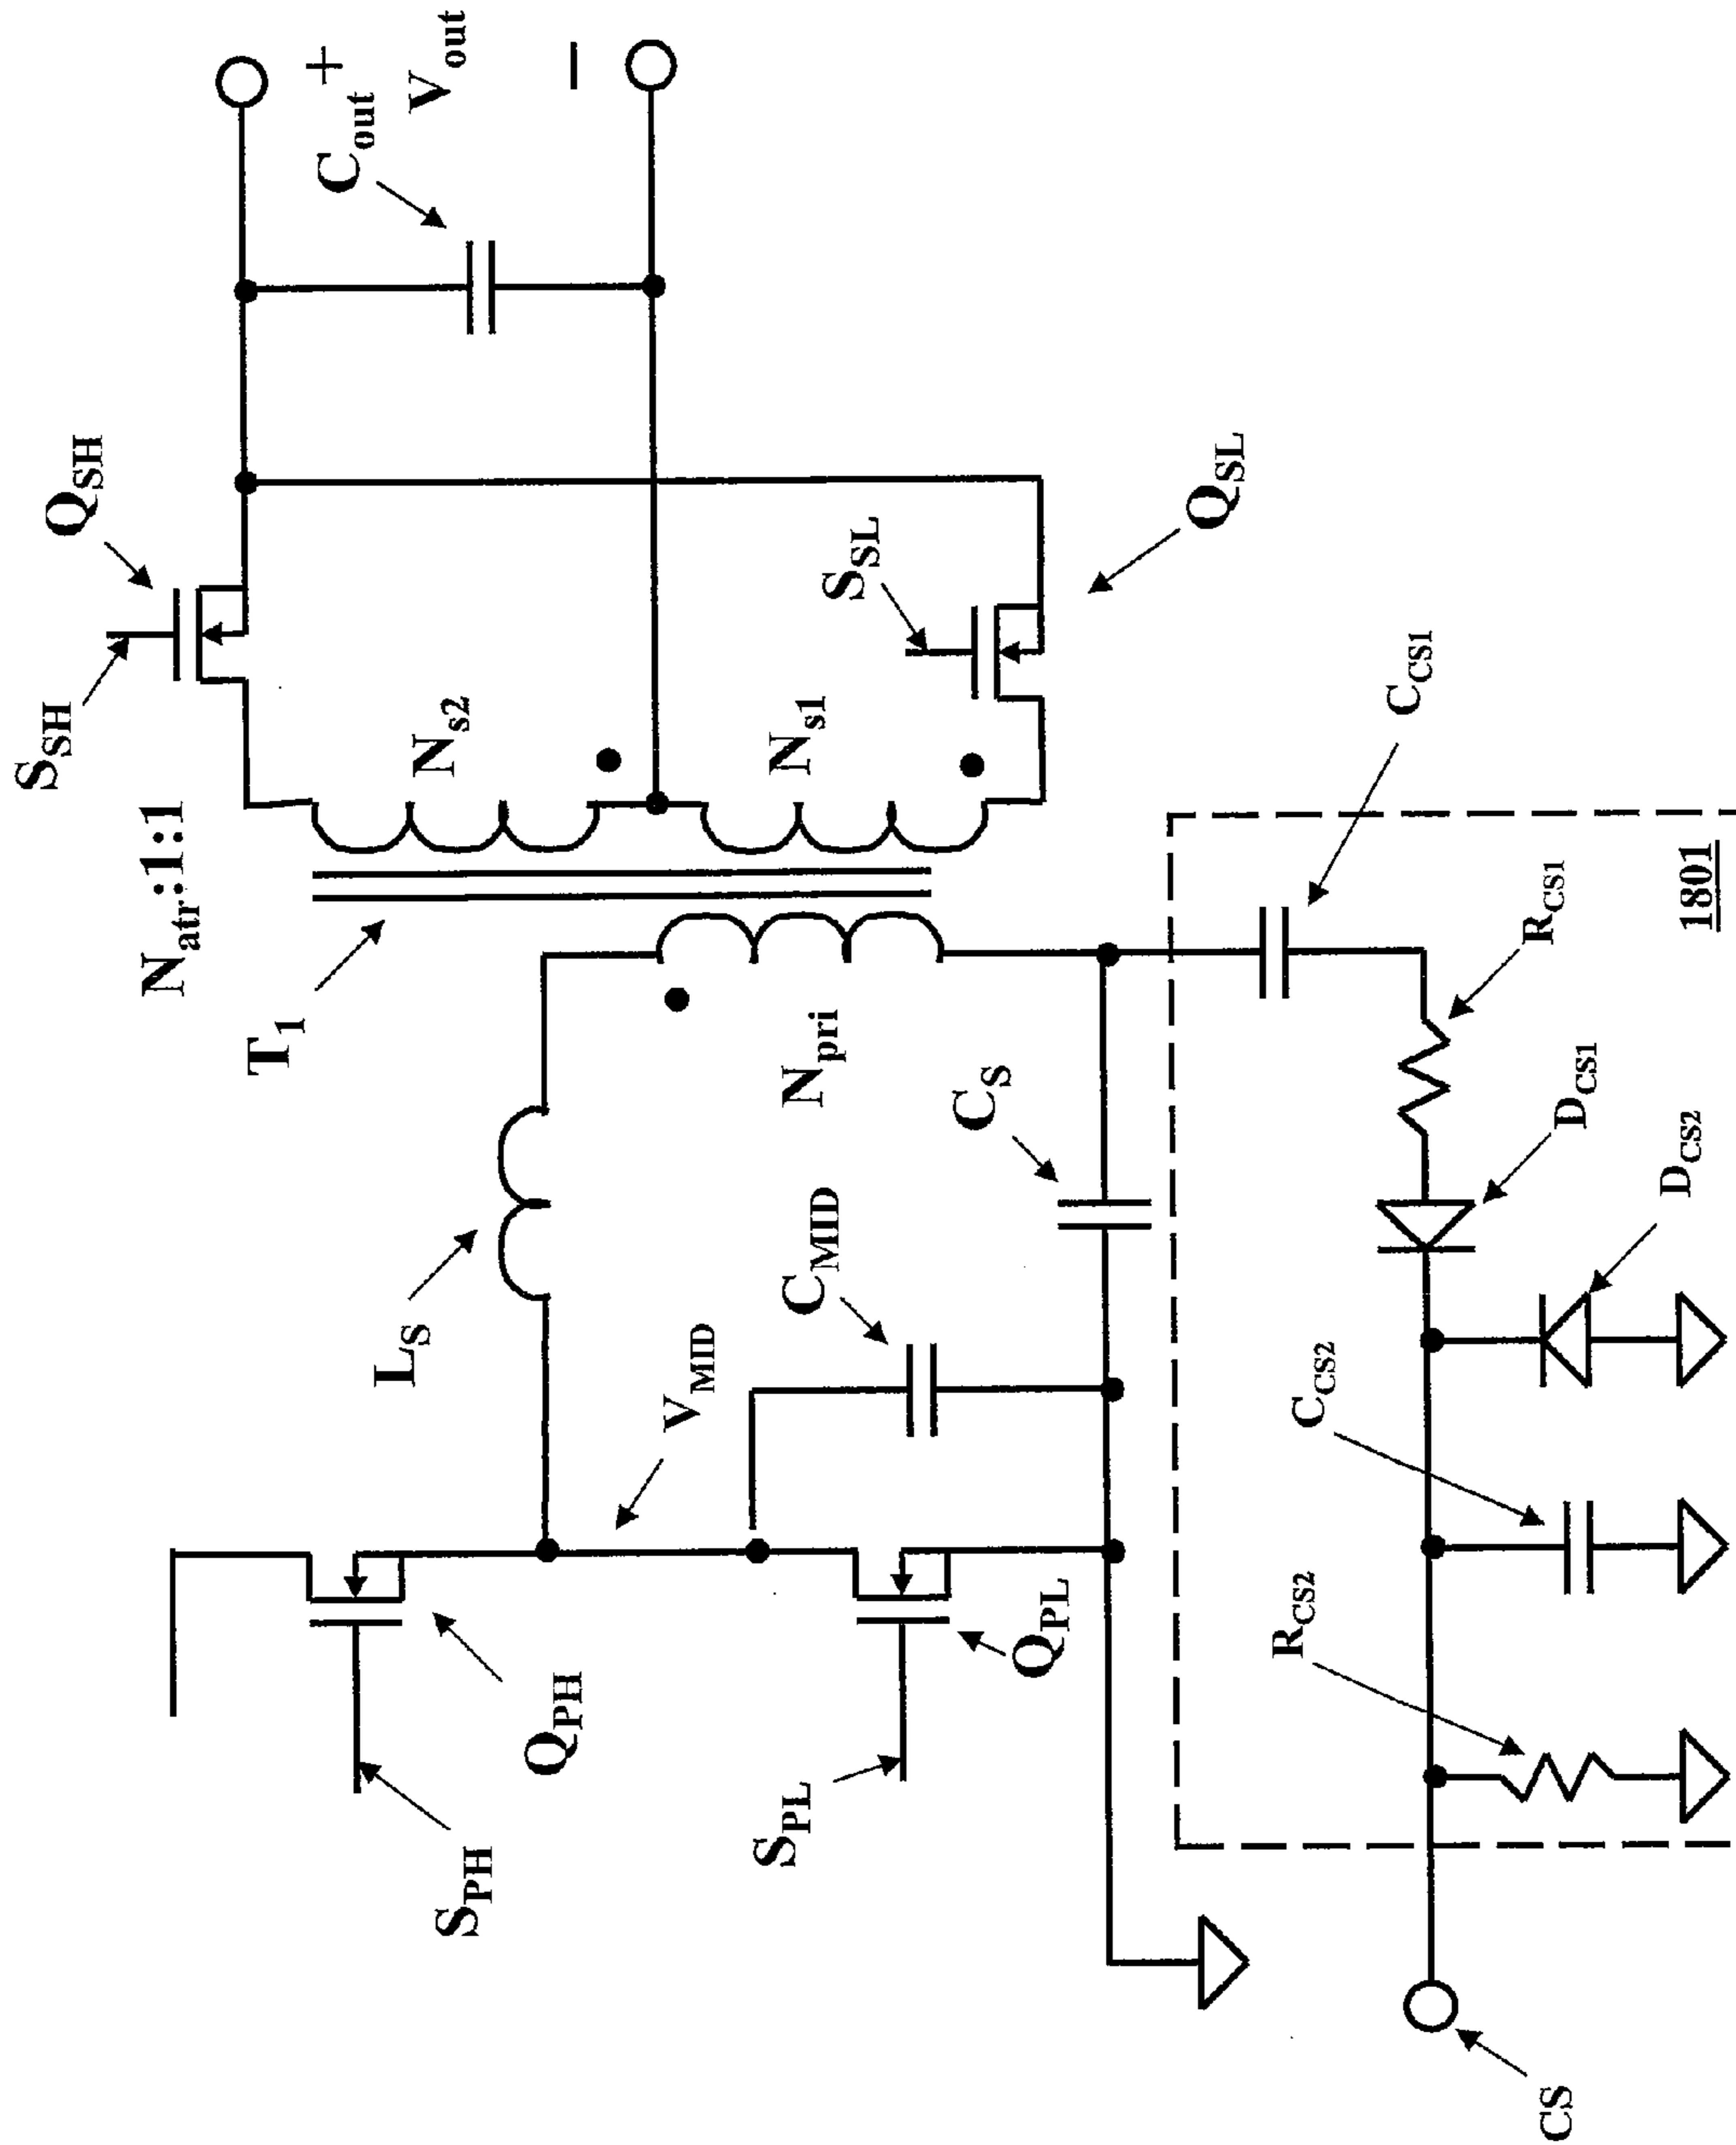 S_SH
Q_SH
N_atr:1:1
T_1
+
C_out
V_out
−
N_s2
S_SL
N_s1
Q_SL
L_S
N_pri
V_MID
C_MID
C_S
S_PH
Q_PH
S_PL
Q_PL
C_CS1
R_CS1
1801
D_CS1
D_CS2
C_CS2
R_CS2
CS